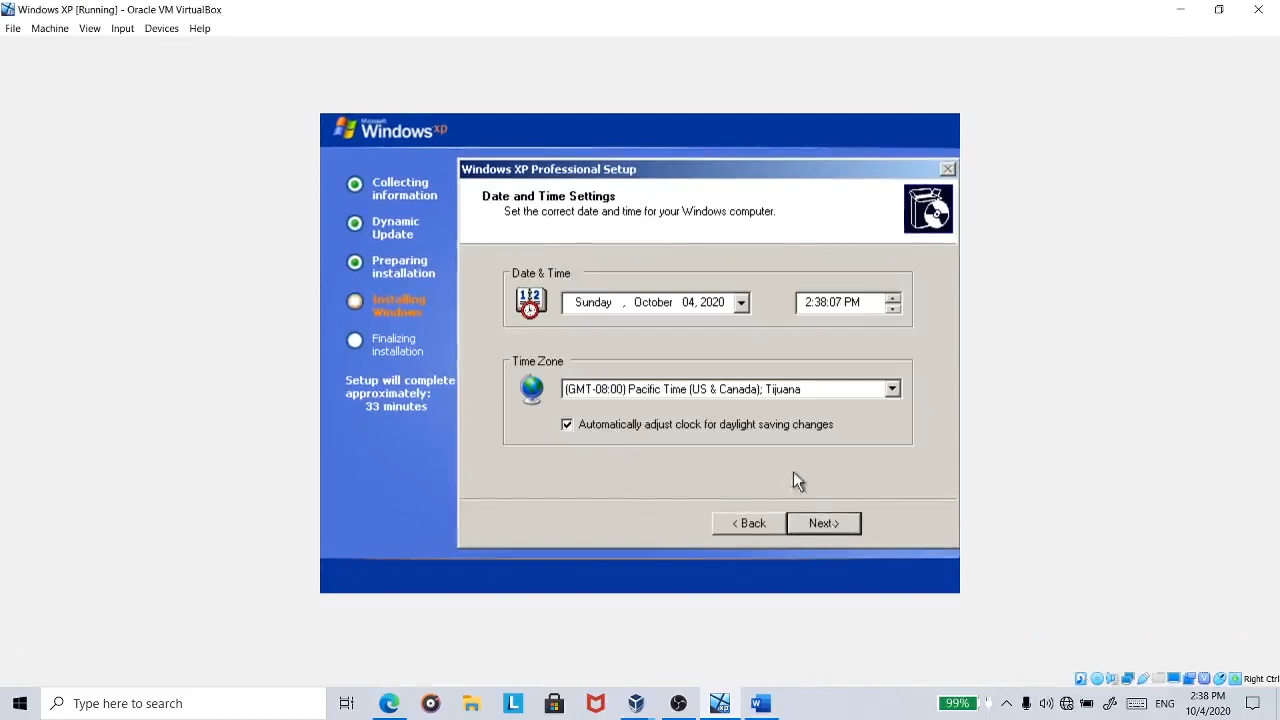 Windows XP [Running] - Oracle VM VirtualBox
File Machine View Input Devices Help
Microsoft
Windows xp
Windows XP Professional Setup
Date and Time Settings
Set the correct date and time for your Windows computer.
Collecting
information
Dynamic
Update
Preparing
installation
Installing
Windows
Finalizing
installation
Setup will complete
approximately:
33 minutes
Date & Time
1 2
Sunday , October 04, 2020
2:38:07 PM
Time Zone
(GMT-08:00) Pacific Time (US & Canada); Tijuana
Automatically adjust clock for daylight saving changes
< Back
Next >
Right Ctrl
Type here to search
L
W
99%
ENG
2:38 PM
10/4/2020